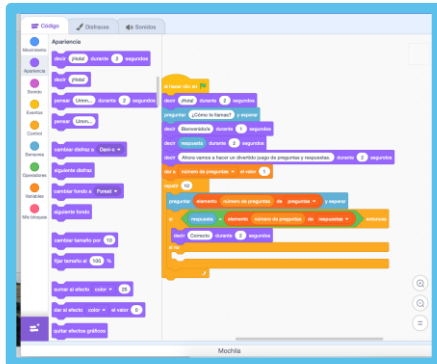 Código Disfraces Sonidos
Movimiento
Apariencia
Sonido
Eventos
Control
Sensores
Operadores
Variables
Mis bloques
Apariencia
decir ¡Hola! durante 2 segundos
decir ¡Hola!
pensar Umm... durante 2 segundos
pensar Umm...
cambiar disfraz a
siguiente disfraz
cambiar fondo a Forest
siguiente fondo
cambiar tamaño por 10
fijar tamaño al 100 %
sumar al efecto color 25
dar al efecto color el valor 0
quitar efectos gráficos
al hacer clic en
decir ¡Hola! durante 2 segundos
preguntar ¿Cómo te llamas? y esperar
decir Bienvenido/a durante 1 segundos
decir respuesta durante 2 segundos
decir Ahora vamos a hacer un divertido juego de preguntas y respuestas. durante 2 segundos
dar a número de preguntas el valor 1
repetir 10
preguntar elemento número de preguntas de preguntas y esperar
si respuesta = elemento número de preguntas de respuestas entonces
decir Correcto durante 2 segundos
si no
Mochila